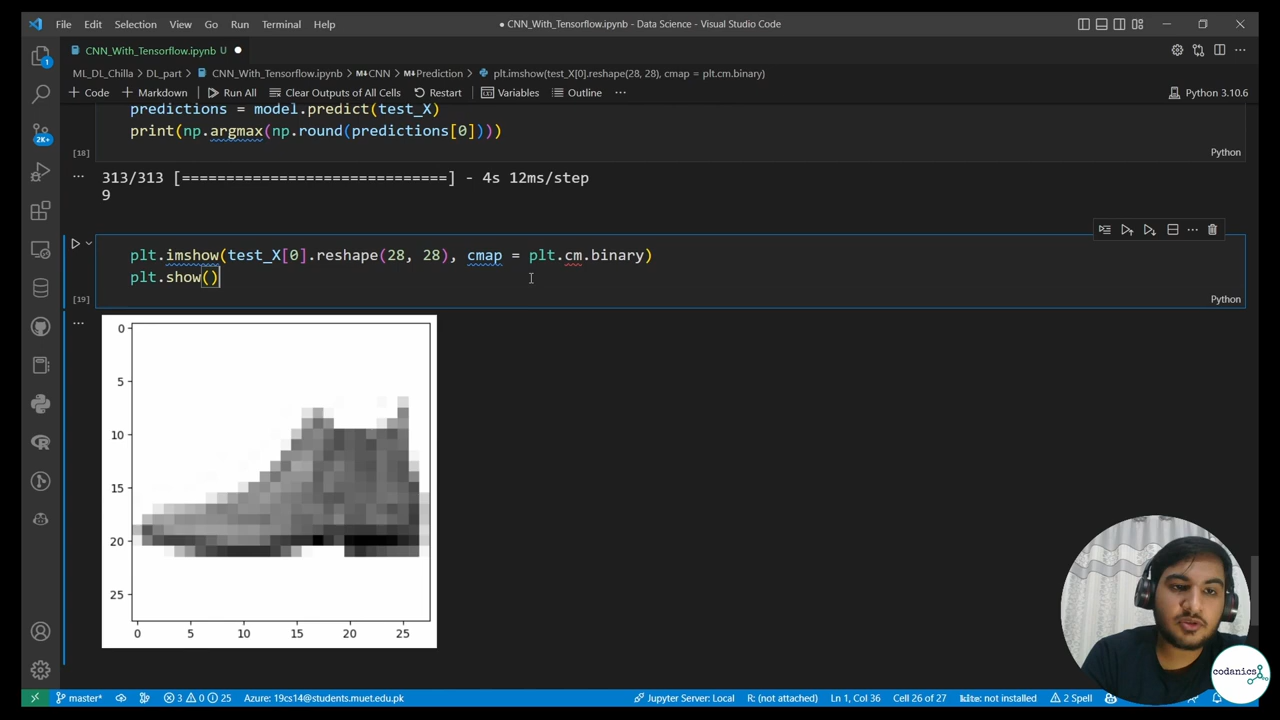 File Edit Selection View Go Run Terminal Help
● CNN_With_Tensorflow.ipynb - Data Science - Visual Studio Code
CNN_With_Tensorflow.ipynb U ●
ML_DL_Chilla > DL_part > CNN_With_Tensorflow.ipynb > M↓CNN > M↓Prediction > plt.imshow(test_X[0].reshape(28, 28), cmap = plt.cm.binary)
+ Code + Markdown Run All Clear Outputs of All Cells Restart Variables Outline ... Python 3.10.6
1
2K+
predictions = model.predict(test_X)
print(np.argmax(np.round(predictions[0])))
[18] Python
313/313 [==============================] - 4s 12ms/step
9
plt.imshow(test_X[0].reshape(28, 28), cmap = plt.cm.binary)
plt.show()
[19] Python
0
5
10
15
20
25
0 5 10 15 20 25
codanics
master* 3 0 25 Azure: 19cs14@students.muet.edu.pk Jupyter Server: Local R: (not attached) Ln 1, Col 36 Cell 26 of 27 kite: not installed 2 Spell